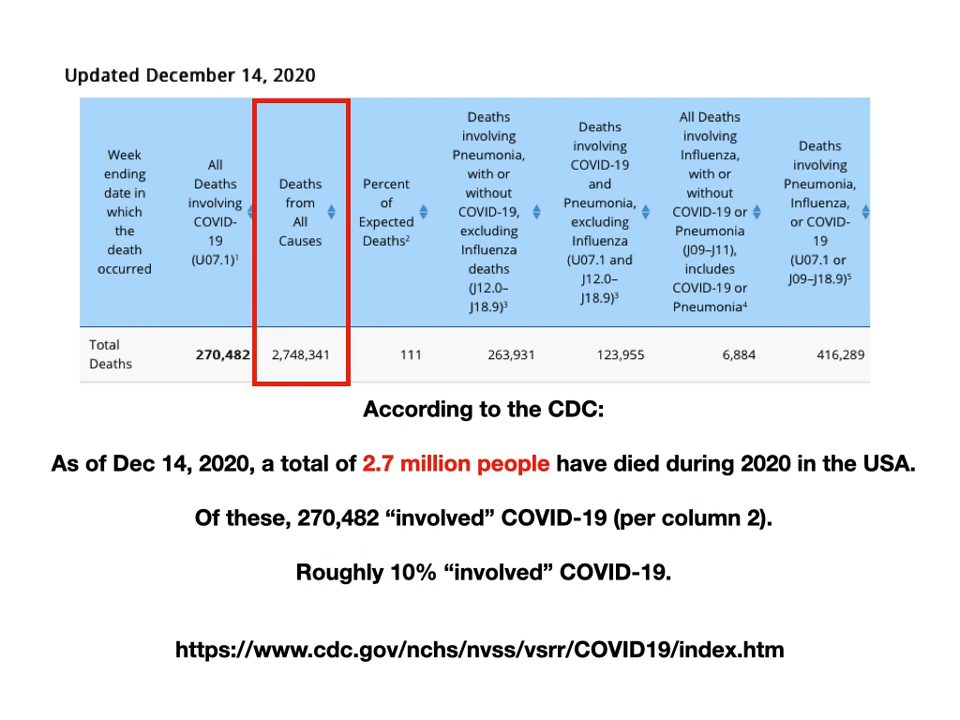 Updated December 14, 2020
Week
ending
date in
which
the
death
occurred
All
Deaths
involving
COVID-
19
(U07.1)¹
Deaths
from
All
Causes
Percent
of
Expected
Deaths²
Deaths
involving
Pneumonia,
with or
without
COVID-19,
excluding
Influenza
deaths
(J12.0–
J18.9)³
Deaths
involving
COVID-19
and
Pneumonia,
excluding
Influenza
(U07.1 and
J12.0–
J18.9)³
All Deaths
involving
Influenza,
with or
without
COVID-19 or
Pneumonia
(J09–J11),
includes
COVID-19 or
Pneumonia⁴
Deaths
involving
Pneumonia,
Influenza,
or COVID-
19
(U07.1 or
J09–J18.9)⁵
Total
Deaths
270,482
2,748,341
111
263,931
123,955
6,884
416,289
According to the CDC:
As of Dec 14, 2020, a total of 2.7 million people have died during 2020 in the USA.
Of these, 270,482 “involved” COVID-19 (per column 2).
Roughly 10% “involved” COVID-19.
https://www.cdc.gov/nchs/nvss/vsrr/COVID19/index.htm